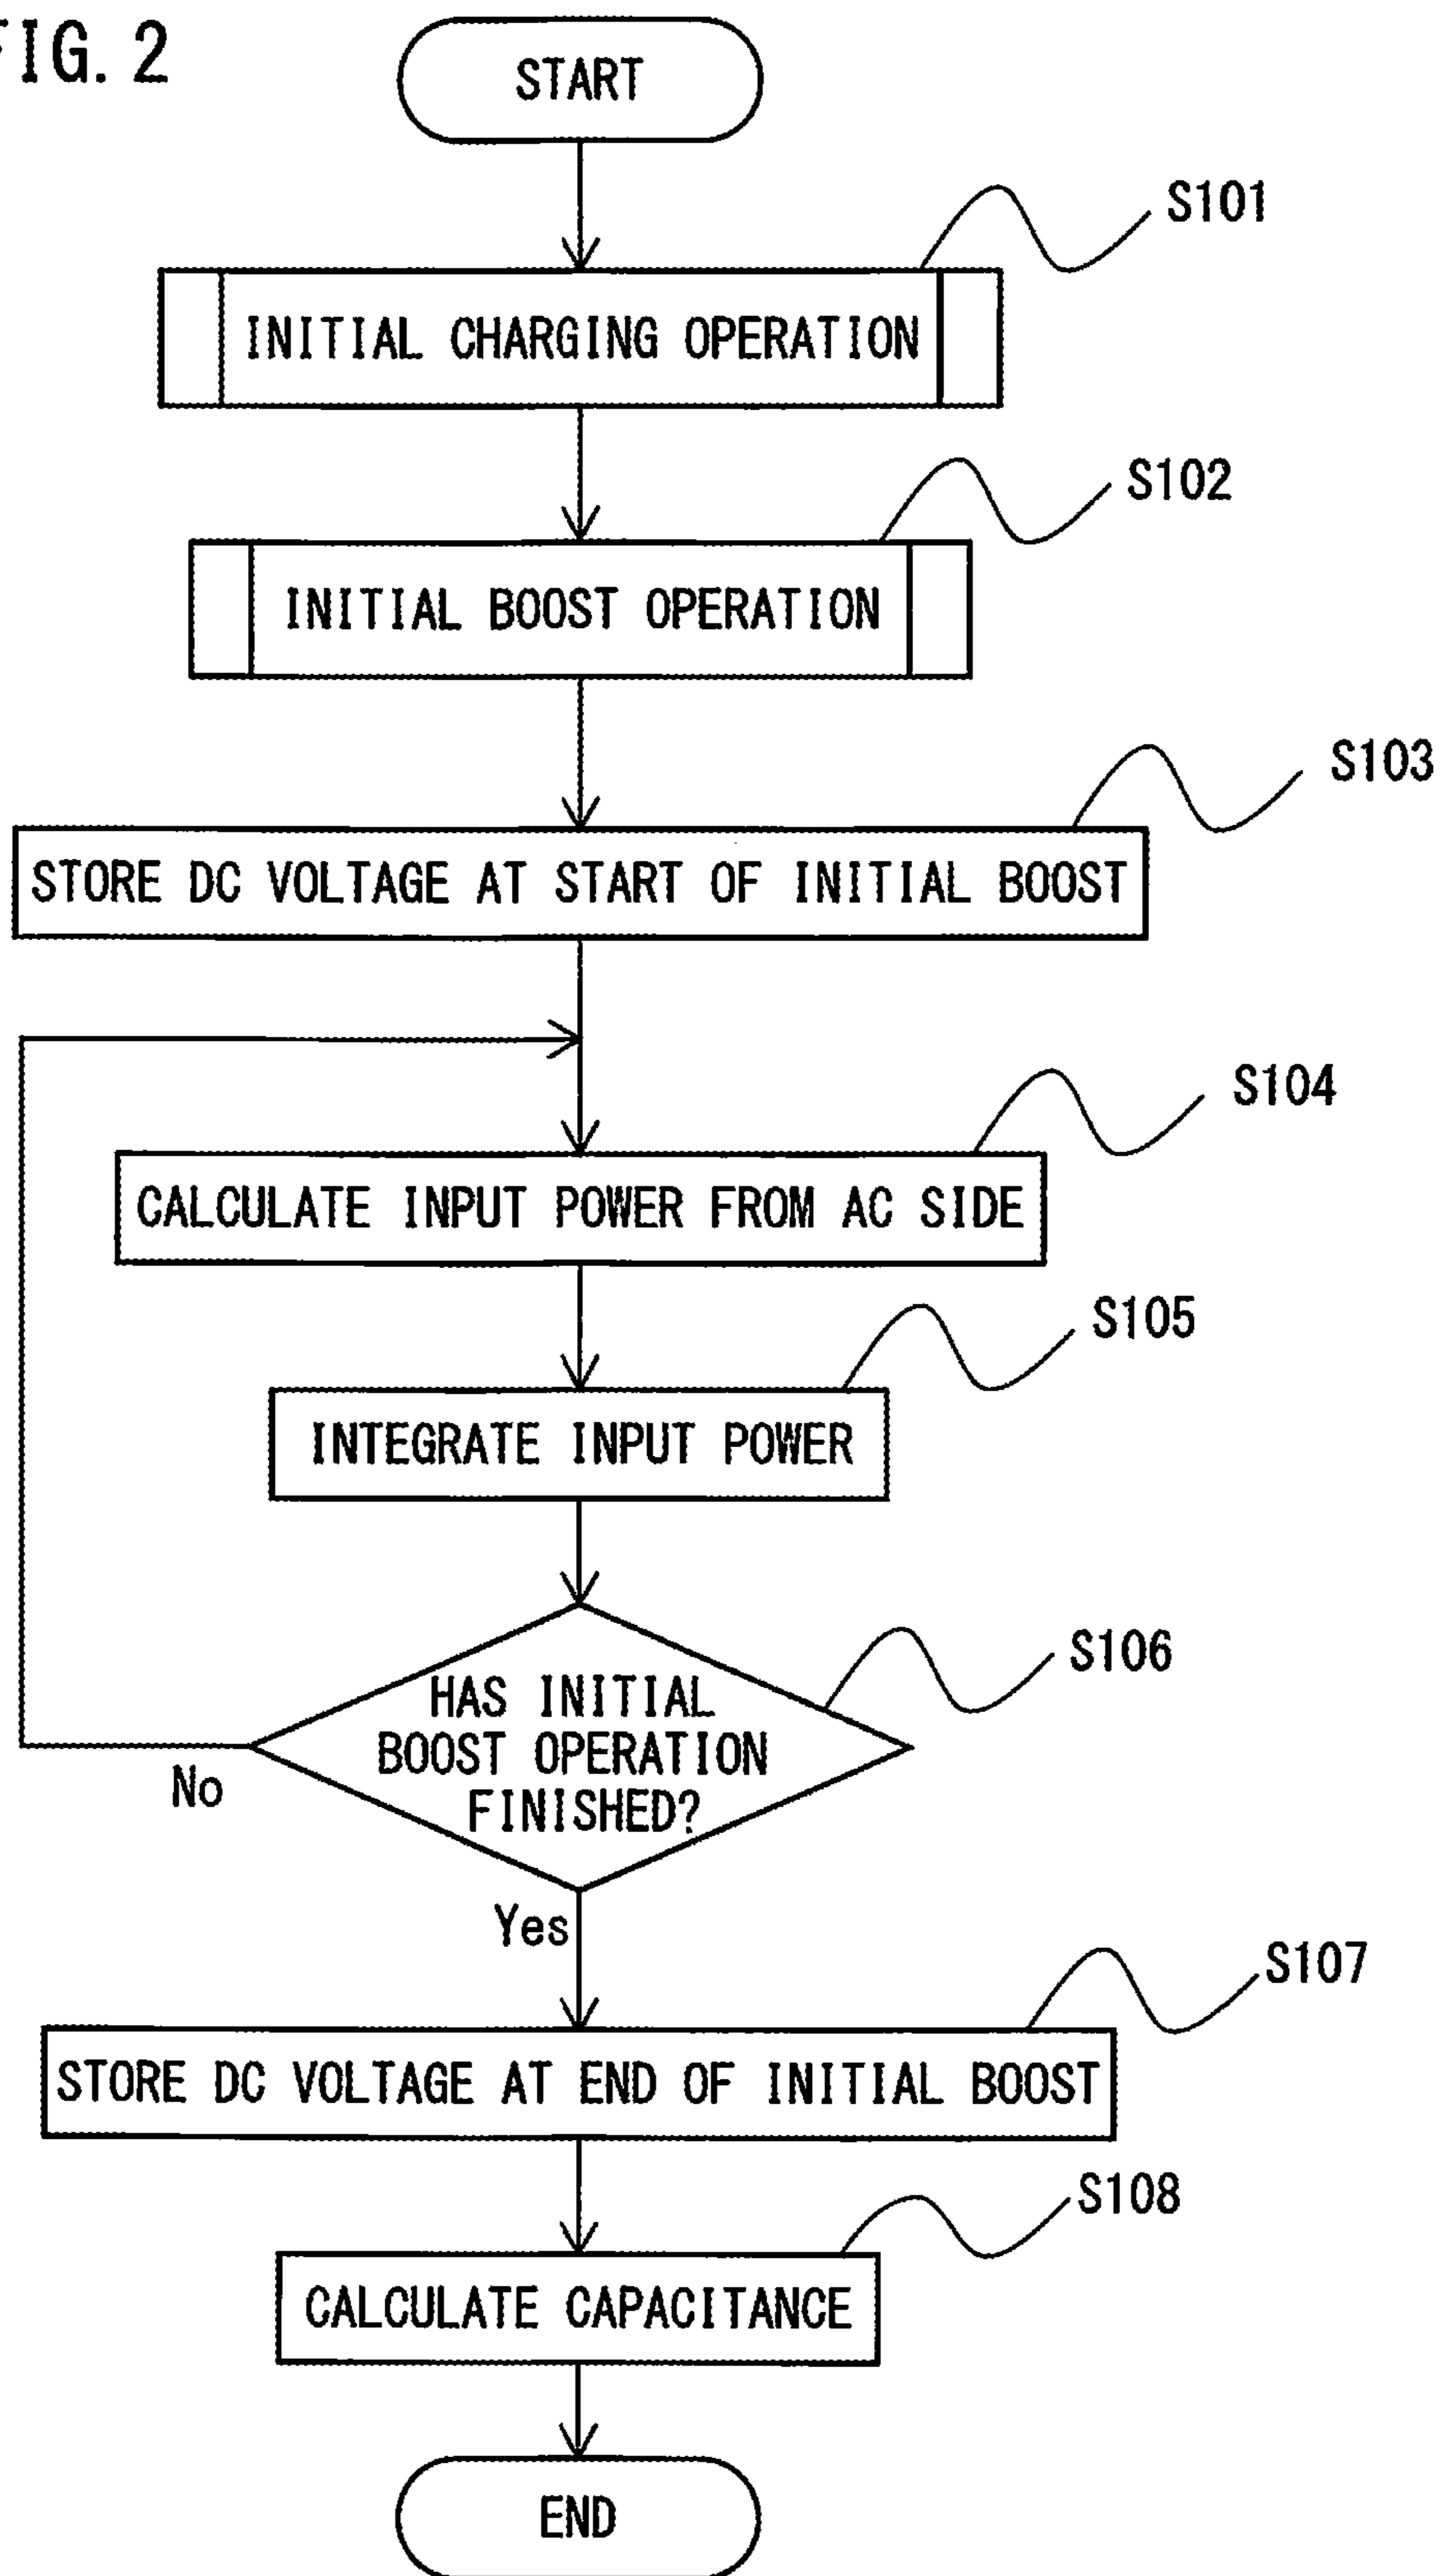 FIG. 2
START
S101
INITIAL CHARGING OPERATION
S102
INITIAL BOOST OPERATION
S103
STORE DC VOLTAGE AT START OF INITIAL BOOST
S104
CALCULATE INPUT POWER FROM AC SIDE
S105
INTEGRATE INPUT POWER
S106
HAS INITIAL
BOOST OPERATION
FINISHED?
No
Yes
S107
STORE DC VOLTAGE AT END OF INITIAL BOOST
S108
CALCULATE CAPACITANCE
END